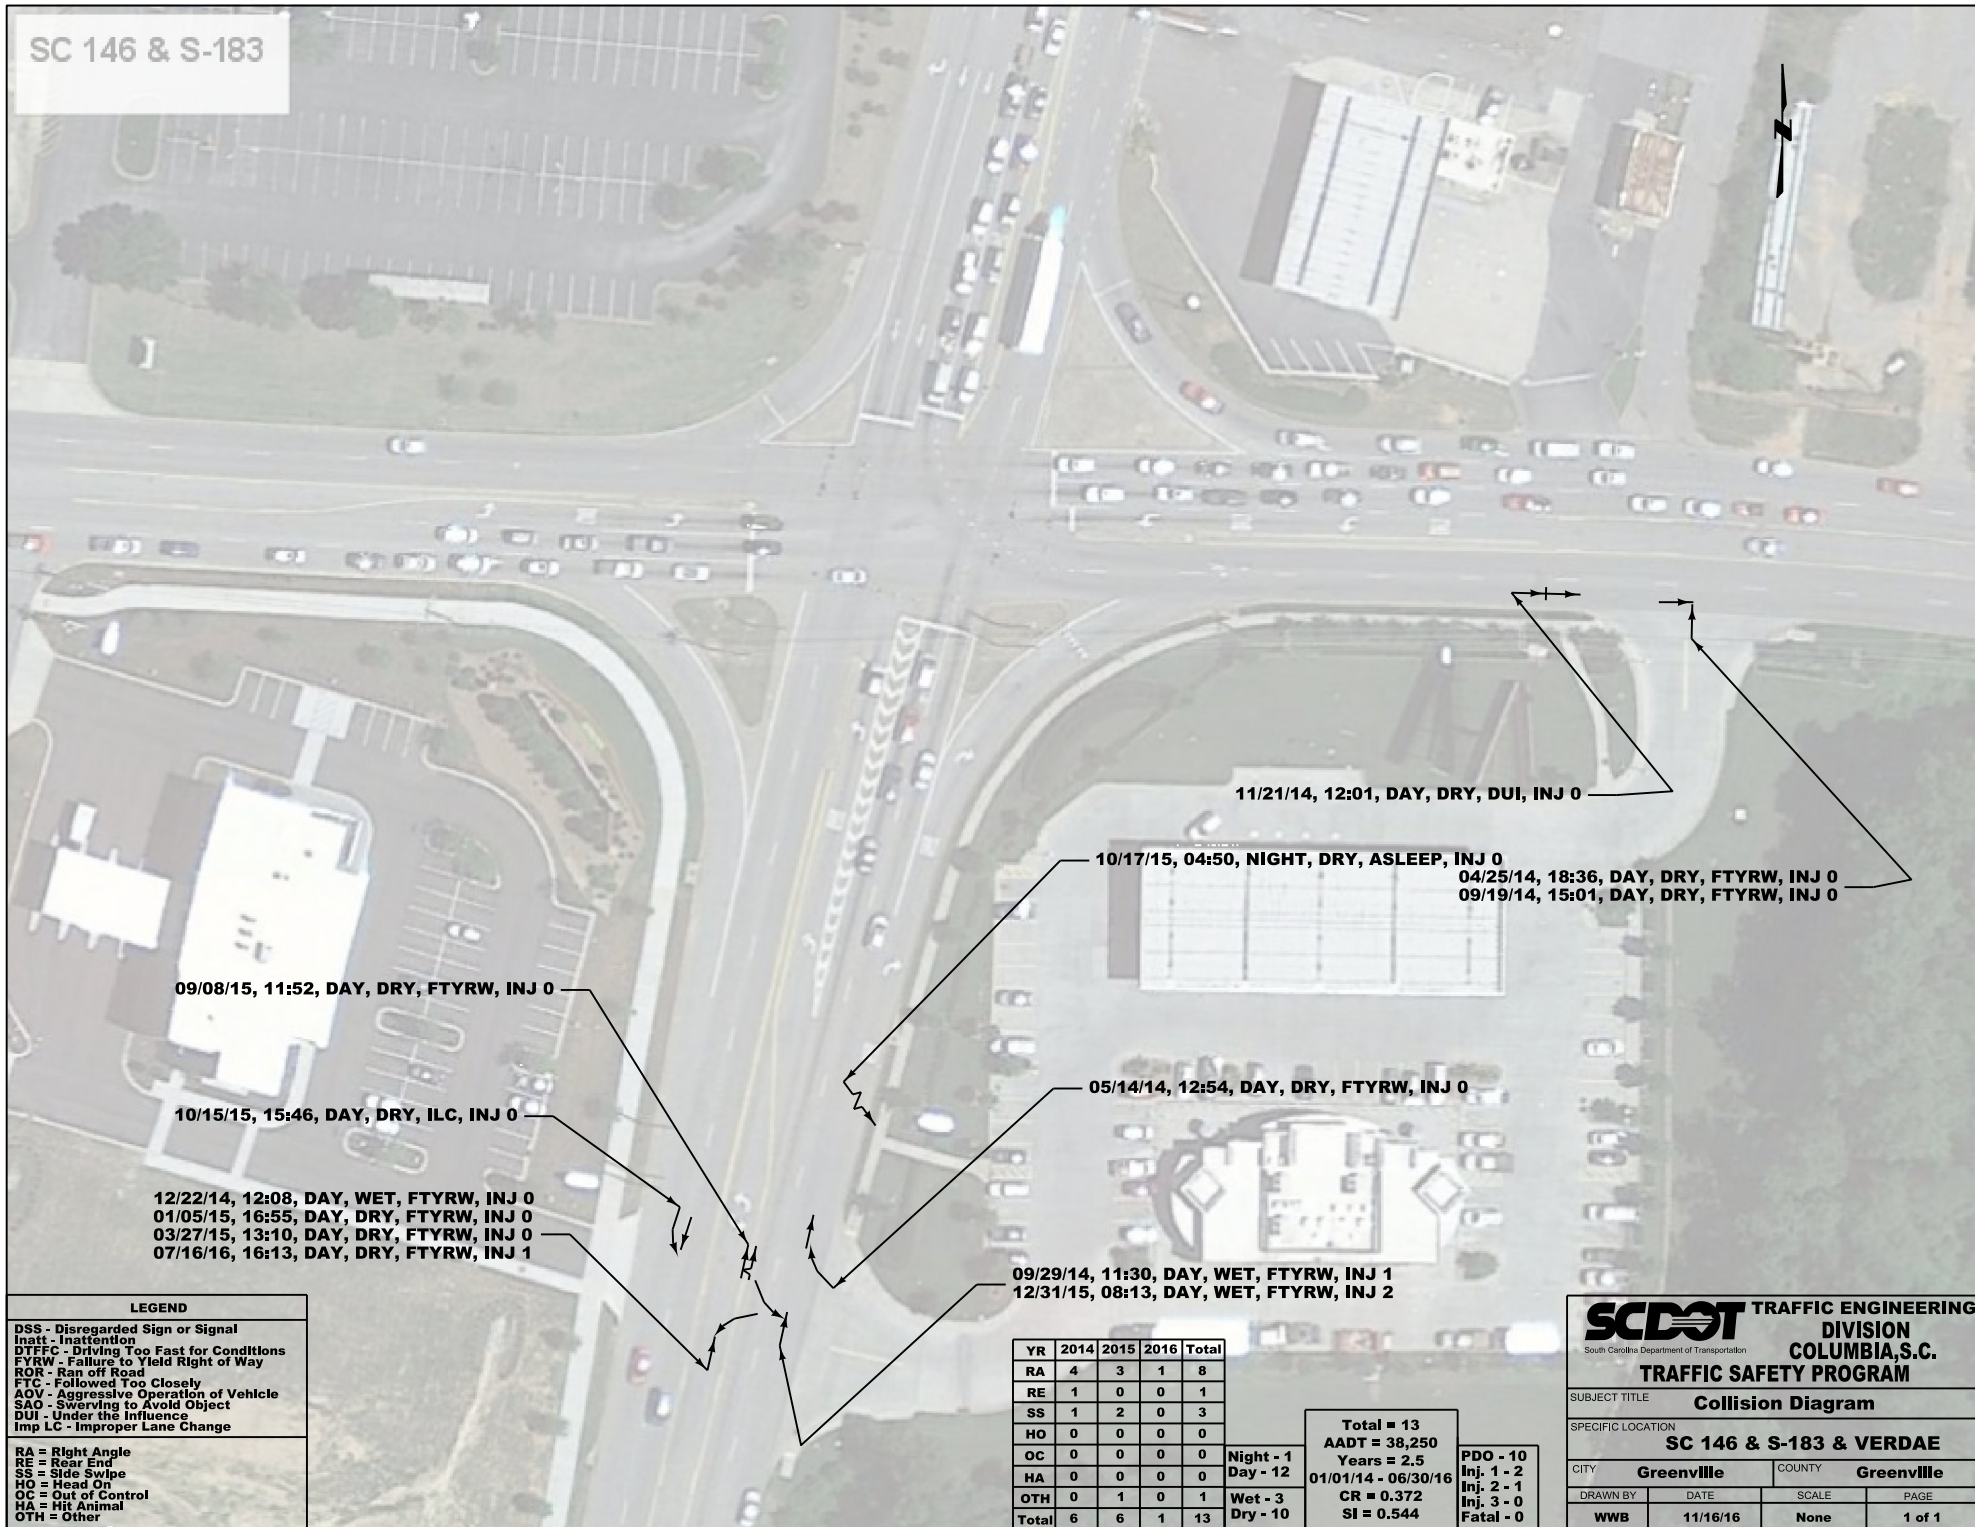 SC 146 & S-183
N
11/21/14, 12:01, DAY, DRY, DUI, INJ 0
10/17/15, 04:50, NIGHT, DRY, ASLEEP, INJ 0
04/25/14, 18:36, DAY, DRY, FTYRW, INJ 0
09/19/14, 15:01, DAY, DRY, FTYRW, INJ 0
09/08/15, 11:52, DAY, DRY, FTYRW, INJ 0
05/14/14, 12:54, DAY, DRY, FTYRW, INJ 0
10/15/15, 15:46, DAY, DRY, ILC, INJ 0
12/22/14, 12:08, DAY, WET, FTYRW, INJ 0
01/05/15, 16:55, DAY, DRY, FTYRW, INJ 0
03/27/15, 13:10, DAY, DRY, FTYRW, INJ 0
07/16/16, 16:13, DAY, DRY, FTYRW, INJ 1
09/29/14, 11:30, DAY, WET, FTYRW, INJ 1
12/31/15, 08:13, DAY, WET, FTYRW, INJ 2
LEGEND
DSS - Disregarded Sign or Signal
Inatt - Inattention
DTFFC - Driving Too Fast for Conditions
FYRW - Failure to Yield Right of Way
ROR - Ran off Road
FTC - Followed Too Closely
AOV - Aggressive Operation of Vehicle
SAO - Swerving to Avoid Object
DUI - Under the Influence
Imp LC - Improper Lane Change
RA = Right Angle
RE = Rear End
SS = Side Swipe
HO = Head On
OC = Out of Control
HA = Hit Animal
OTH = Other
YR 2014 2015 2016 Total
RA 4 3 1 8
RE 1 0 0 1
SS 1 2 0 3
HO 0 0 0 0
OC 0 0 0 0
HA 0 0 0 0
OTH 0 1 0 1
Total 6 6 1 13
Night - 1
Day - 12
Wet - 3
Dry - 10
Total = 13
AADT = 38,250
Years = 2.5
01/01/14 - 06/30/16
CR = 0.372
SI = 0.544
PDO - 10
Inj. 1 - 2
Inj. 2 - 1
Inj. 3 - 0
Fatal - 0
SCDOT
South Carolina Department of Transportation
TRAFFIC ENGINEERING
DIVISION
COLUMBIA,S.C.
TRAFFIC SAFETY PROGRAM
SUBJECT TITLE Collision Diagram
SPECIFIC LOCATION
SC 146 & S-183 & VERDAE
CITY Greenville COUNTY Greenville
DRAWN BY DATE SCALE PAGE
WWB 11/16/16 None 1 of 1